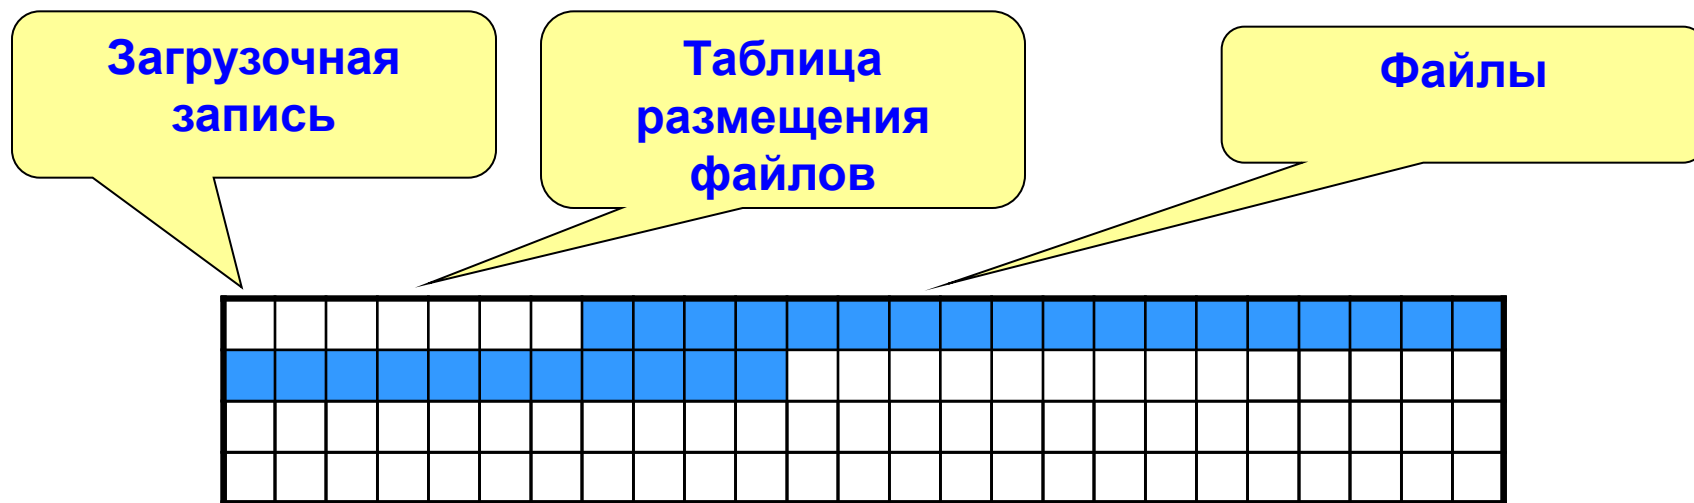 Загрузочная
запись
Таблица
размещения
файлов
Файлы